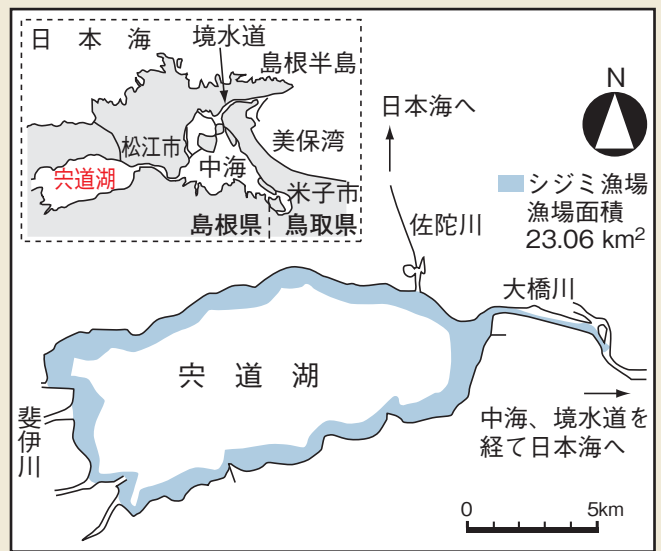 日本海
境水道
島根半島
松江市
美保湾
宍道湖
中海
米子市
島根県
鳥取県
日本海へ
N
シジミ漁場
漁場面積
23.06 km²
佐陀川
大橋川
宍道湖
斐伊川
中海、境水道を
経て日本海へ
0 5km